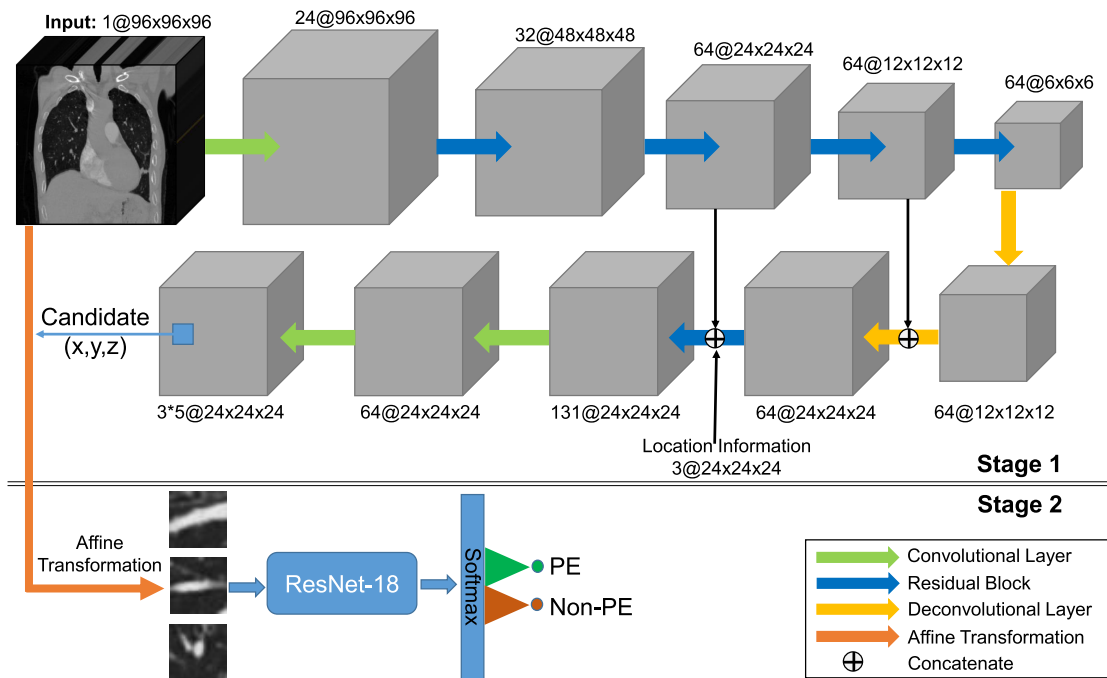 Input: 1@96x96x96
24@96x96x96
32@48x48x48
64@24x24x24
64@12x12x12
64@6x6x6
Candidate
(x,y,z)
3*5@24x24x24
64@24x24x24
131@24x24x24
64@24x24x24
64@12x12x12
Location Information
3@24x24x24
Stage 1
Stage 2
Affine
Transformation
ResNet-18
Softmax
PE
Non-PE
Convolutional Layer
Residual Block
Deconvolutional Layer
Affine Transformation
Concatenate